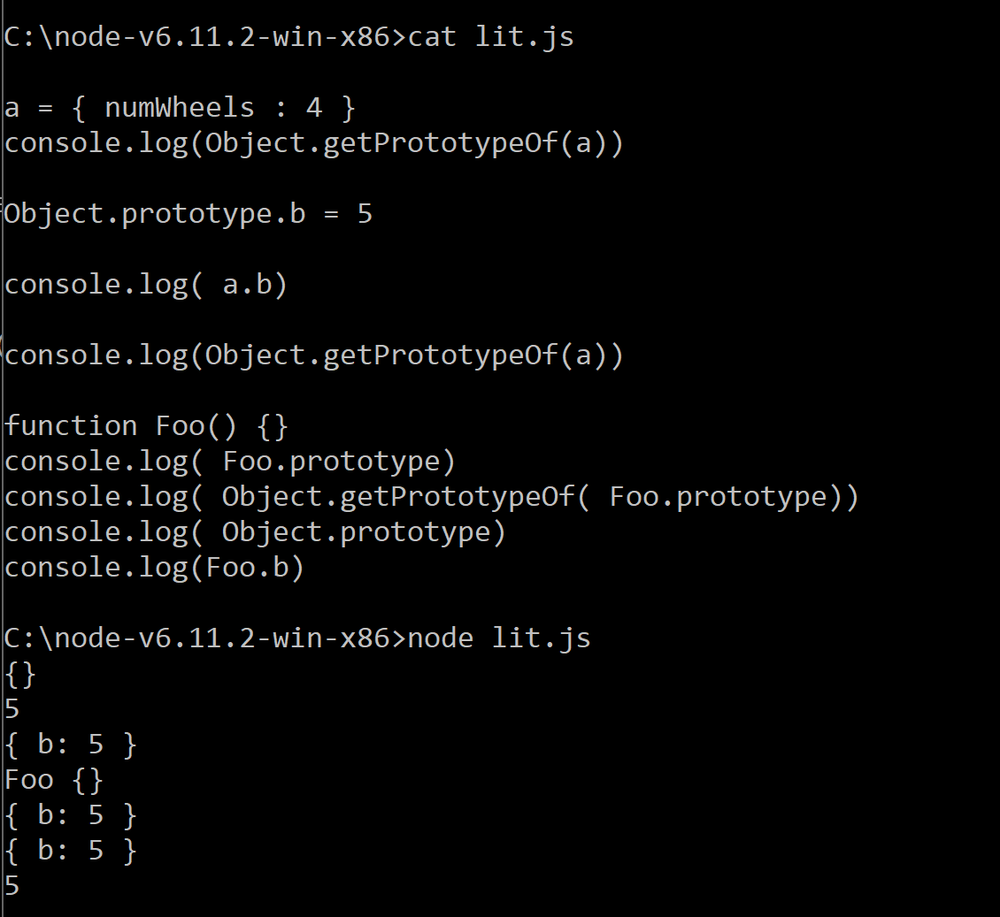 C:\node-v6.11.2-win-x86>cat lit.js
a = { numWheels : 4 }
console.log(Object.getPrototypeOf(a))
Object.prototype.b = 5
console.log( a.b)
console.log(Object.getPrototypeOf(a))
function Foo() {}
console.log( Foo.prototype)
console.log( Object.getPrototypeOf( Foo.prototype))
console.log( Object.prototype)
console.log(Foo.b)
C:\node-v6.11.2-win-x86>node lit.js
{}
5
{ b: 5 }
Foo {}
{ b: 5 }
{ b: 5 }
5